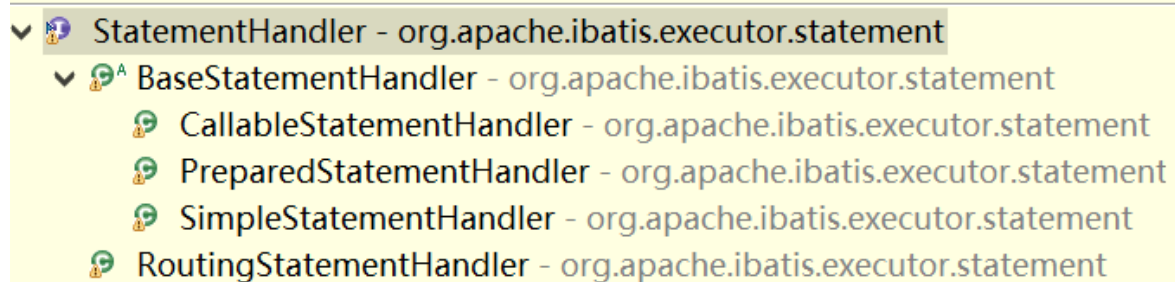 StatementHandler - org.apache.ibatis.executor.statement
BaseStatementHandler - org.apache.ibatis.executor.statement
CallableStatementHandler - org.apache.ibatis.executor.statement
PreparedStatementHandler - org.apache.ibatis.executor.statement
SimpleStatementHandler - org.apache.ibatis.executor.statement
RoutingStatementHandler - org.apache.ibatis.executor.statement